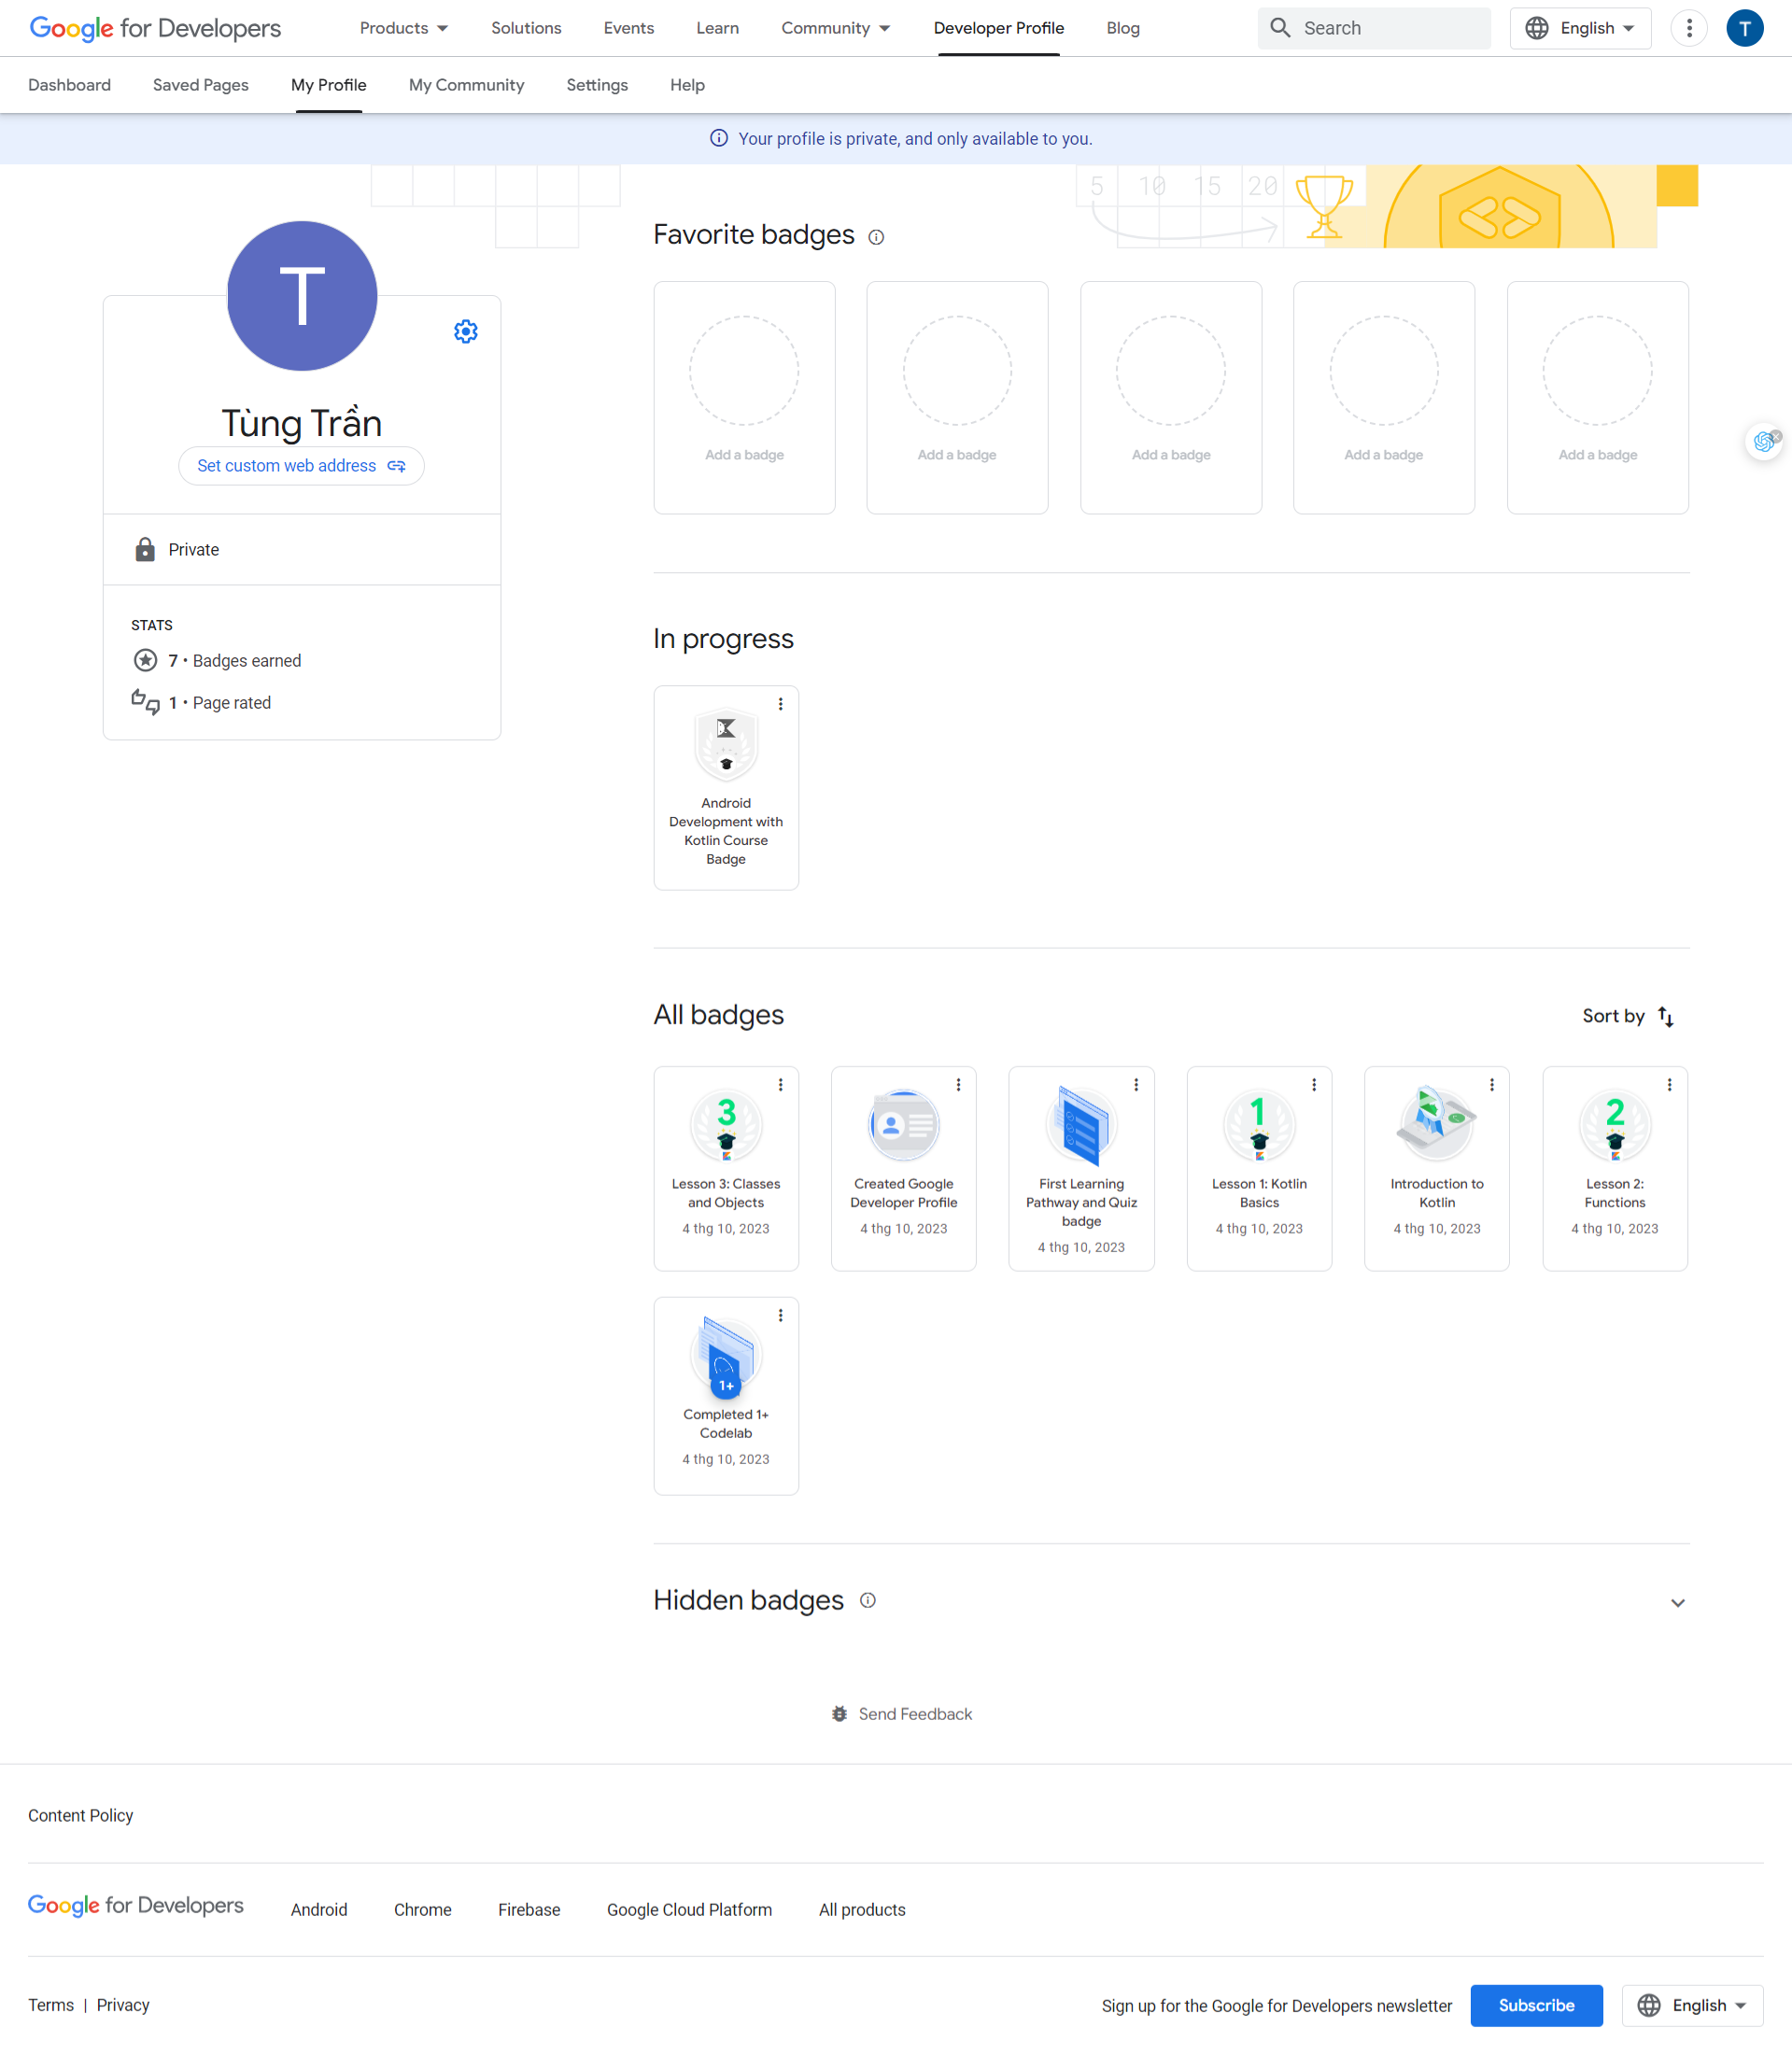 Google for Developers
Products
Solutions
Events
Learn
Community
Developer Profile
Blog
Search
English
T
Dashboard
Saved Pages
My Profile
My Community
Settings
Help
Your profile is private, and only available to you.
5 10 15 20
T
Tùng Trần
Set custom web address
Private
STATS
7 • Badges earned
1 • Page rated
Favorite badges
Add a badge
Add a badge
Add a badge
Add a badge
Add a badge
In progress
Android
Development with
Kotlin Course
Badge
All badges
Sort by
3
Lesson 3: Classes
and Objects
4 thg 10, 2023
Created Google
Developer Profile
4 thg 10, 2023
First Learning
Pathway and Quiz
badge
4 thg 10, 2023
1
Lesson 1: Kotlin
Basics
4 thg 10, 2023
Introduction to
Kotlin
4 thg 10, 2023
2
Lesson 2:
Functions
4 thg 10, 2023
1+
Completed 1+
Codelab
4 thg 10, 2023
Hidden badges
Send Feedback
Content Policy
Google for Developers
Android
Chrome
Firebase
Google Cloud Platform
All products
Terms | Privacy
Sign up for the Google for Developers newsletter
Subscribe
English